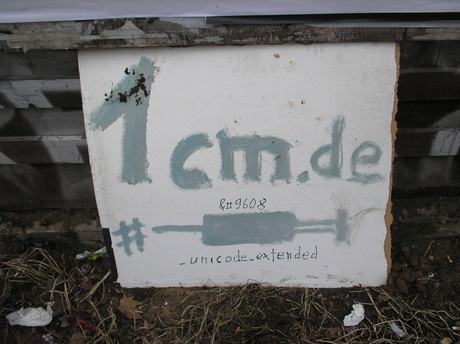 1cm.de
&#9608
#
_unicode_extended